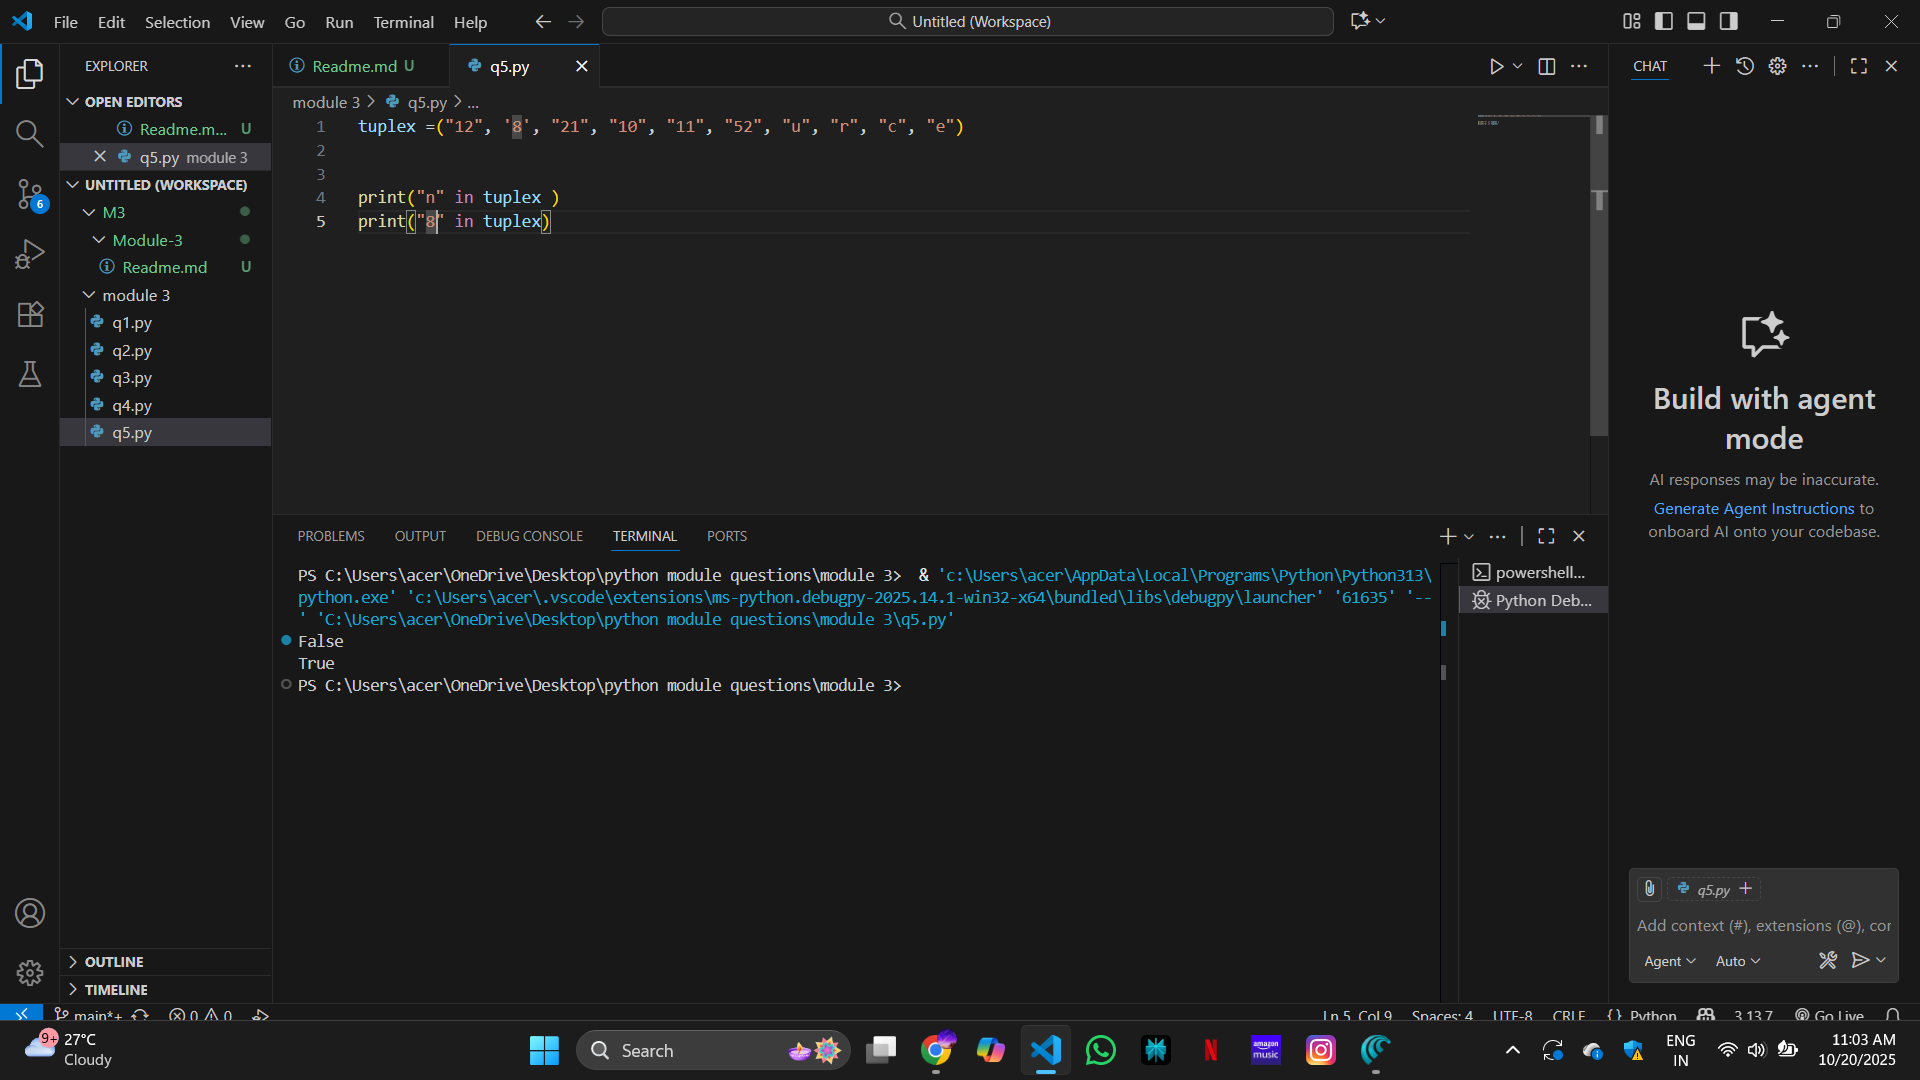 File Edit Selection View Go Run Terminal Help
Untitled (Workspace)
EXPLORER
OPEN EDITORS
Readme.m... U
q5.py module 3
UNTITLED (WORKSPACE)
6
M3
Module-3
Readme.md U
module 3
q1.py
q2.py
q3.py
q4.py
q5.py
OUTLINE
TIMELINE
Readme.md U
q5.py
module 3 > q5.py > ...
1 tuplex =("12", '8', "21", "10", "11", "52", "u", "r", "c", "e")
2
3
4 print("n" in tuplex )
5 print("8" in tuplex)
PROBLEMS OUTPUT DEBUG CONSOLE TERMINAL PORTS
PS C:\Users\acer\OneDrive\Desktop\python module questions\module 3>  & 'c:\Users\acer\AppData\Local\Programs\Python\Python313\
python.exe' 'c:\Users\acer\.vscode\extensions\ms-python.debugpy-2025.14.1-win32-x64\bundled\libs\debugpy\launcher' '61635' '--
' 'C:\Users\acer\OneDrive\Desktop\python module questions\module 3\q5.py'
False
True
PS C:\Users\acer\OneDrive\Desktop\python module questions\module 3>
powershell...
Python Deb...
CHAT
Build with agent
mode
AI responses may be inaccurate.
Generate Agent Instructions to
onboard AI onto your codebase.
q5.py
Add context (#), extensions (@), cor
Agent Auto
main*+ 0 0
Ln 5, Col 9 Spaces: 4 UTF-8 CRLF {} Python 3.13.7 Go Live
9+
27°C
Cloudy
Search
amazon
music
ENG
IN
11:03 AM
10/20/2025